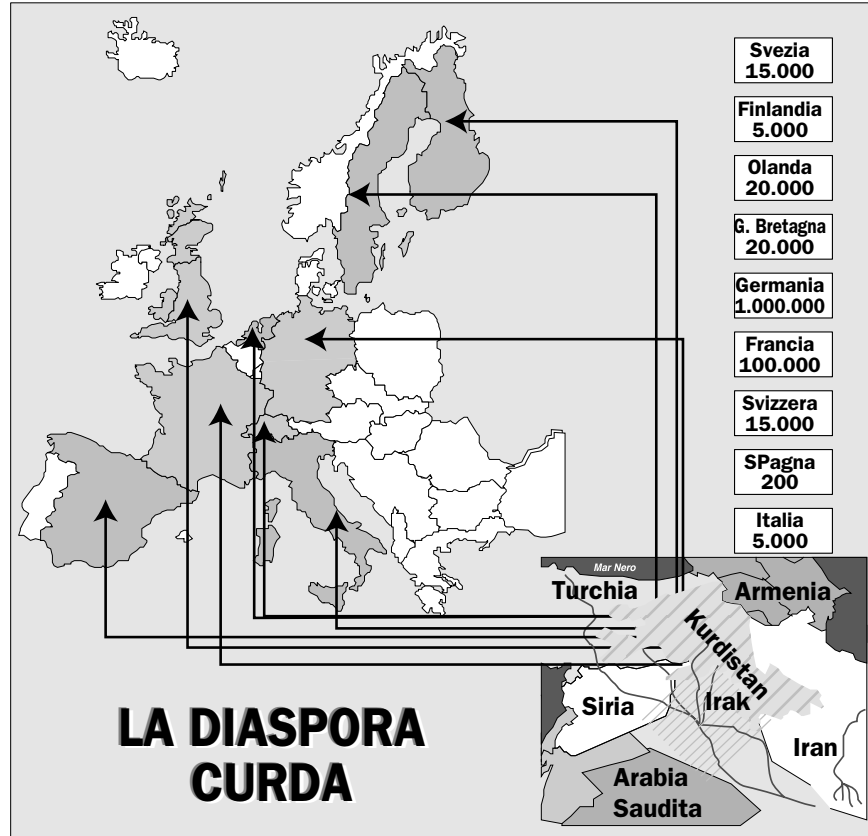 Svezia
15.000
Finlandia
5.000
Olanda
20.000
G. Bretagna
20.000
Germania
1.000.000
Francia
100.000
Svizzera
15.000
SPagna
200
Italia
5.000
Mar Nero
Turchia
Armenia
Kurdistan
Siria
Irak
Iran
Arabia
Saudita
LA DIASPORA
CURDA